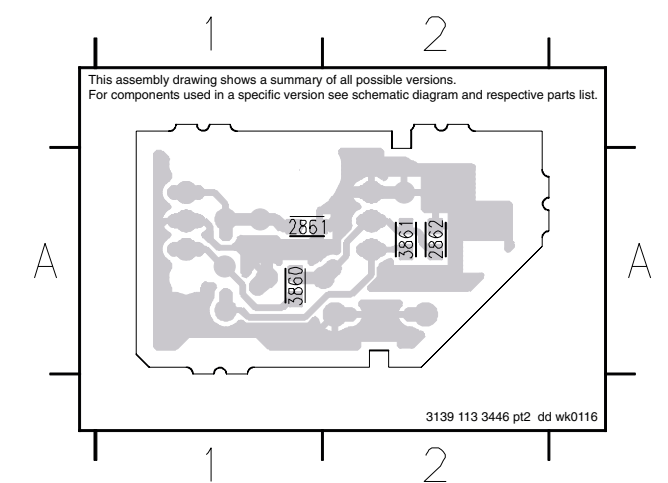 1 2
This assembly drawing shows a summary of all possible versions.
For components used in a specific version see schematic diagram and respective parts list.
2861
3861
2862
A A
3860
3139 113 3446 pt2 dd wk0116
1 2